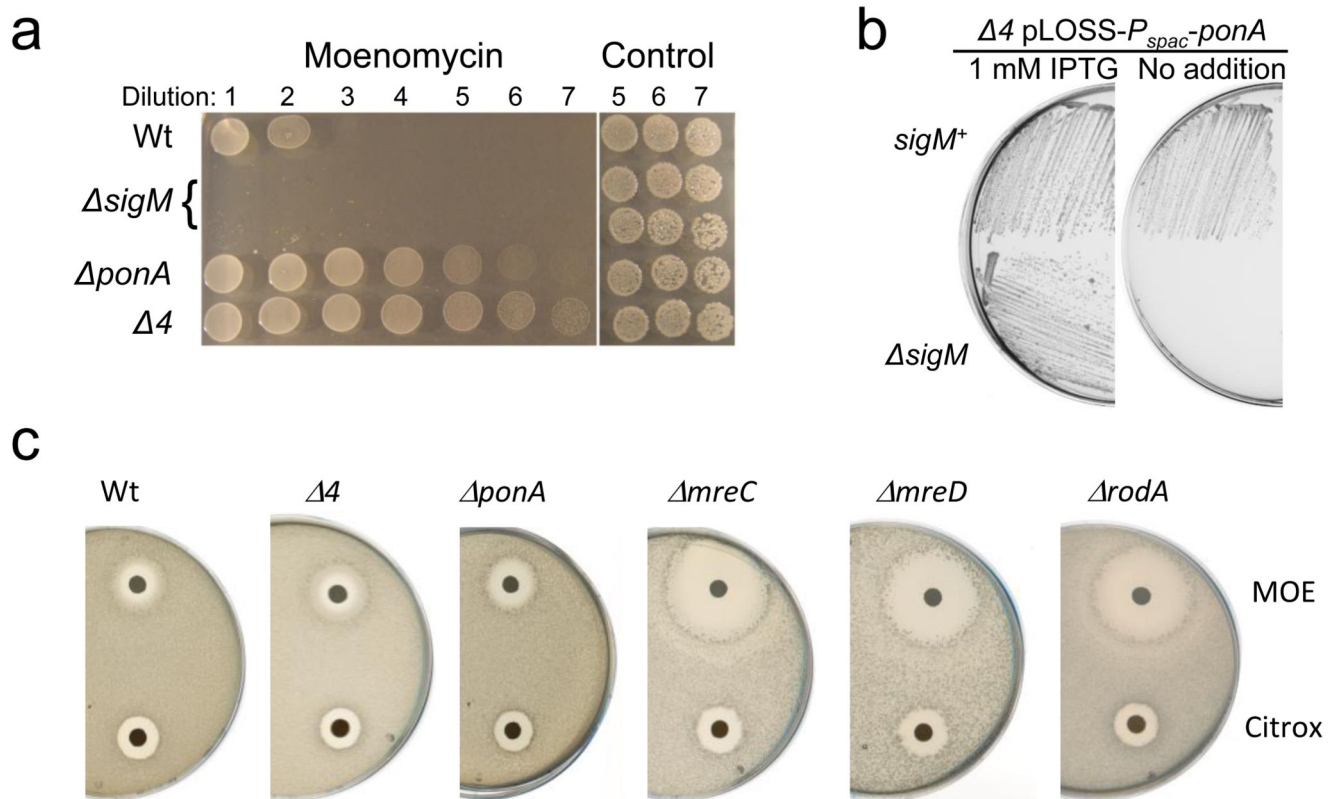 a
Moenomycin Control
Dilution: 1 2 3 4 5 6 7 5 6 7
Wt
ΔsigM {
ΔponA
Δ4
b
Δ4 pLOSS-Pspac-ponA
1 mM IPTG No addition
sigM+
ΔsigM
c
Wt Δ4 ΔponA ΔmreC ΔmreD ΔrodA
MOE
Citrox